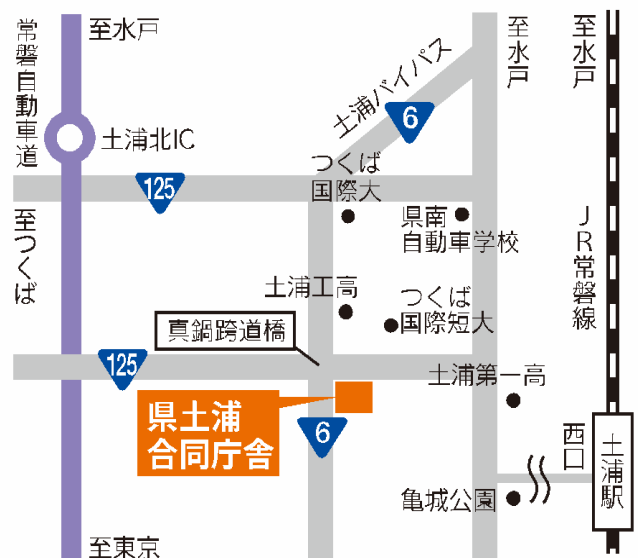 常磐自動車道
至水戸
土浦バイパス
6
至水戸
至水戸
土浦北IC
つくば
国際大
125
県南
自動車学校
至つくば
JR常磐線
土浦工高
つくば
国際短大
真鍋跨道橋
125
土浦第一高
県土浦
合同庁舎
6
西口
土浦駅
亀城公園
至東京